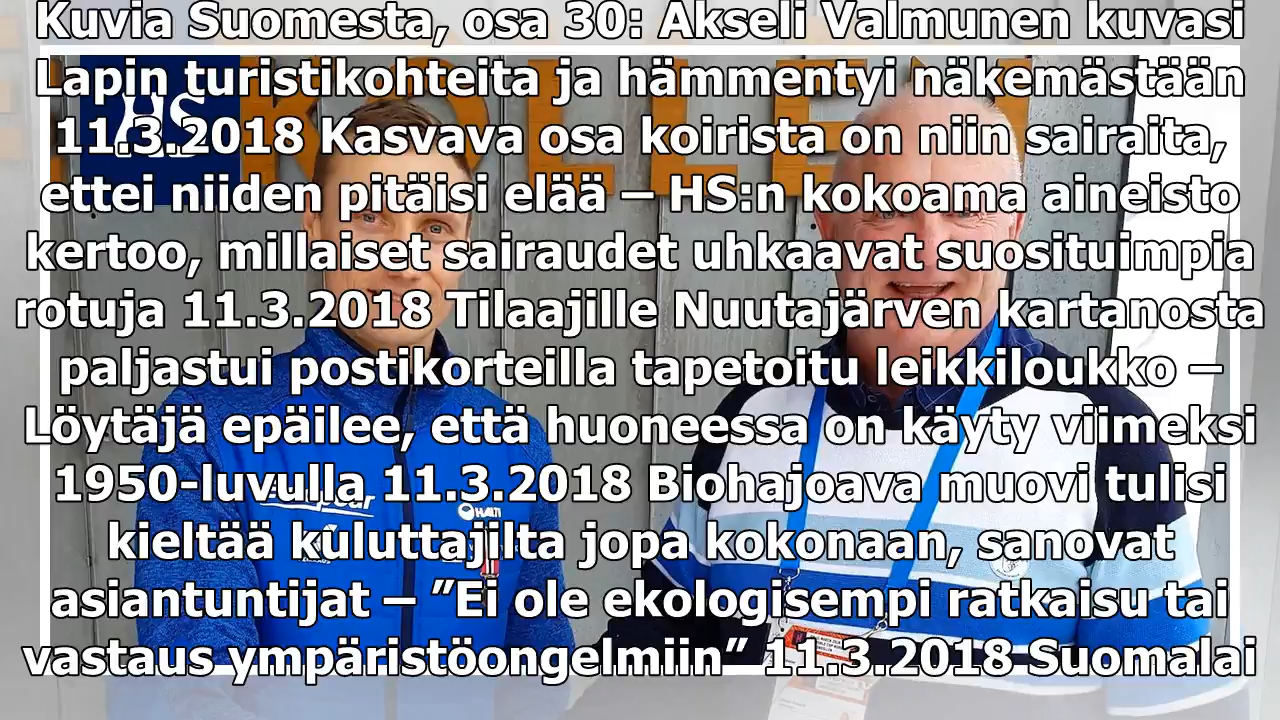 Kuvia Suomesta, osa 30: Akseli Valmunen kuvasi
Lapin turistikohteita ja hämmentyi näkemästään
11.3.2018 Kasvava osa koirista on niin sairaita,
ettei niiden pitäisi elää – HS:n kokoama aineisto
kertoo, millaiset sairaudet uhkaavat suosituimpia
rotuja 11.3.2018 Tilaajille Nuutajärven kartanosta
paljastui postikorteilla tapetoitu leikkiloukko –
Löytäjä epäilee, että huoneessa on käyty viimeksi
1950-luvulla 11.3.2018 Biohajoava muovi tulisi
kieltää kuluttajilta jopa kokonaan, sanovat
asiantuntijat – ”Ei ole ekologisempi ratkaisu tai
vastaus ympäristöongelmiin” 11.3.2018 Suomalai
HS
HALTI